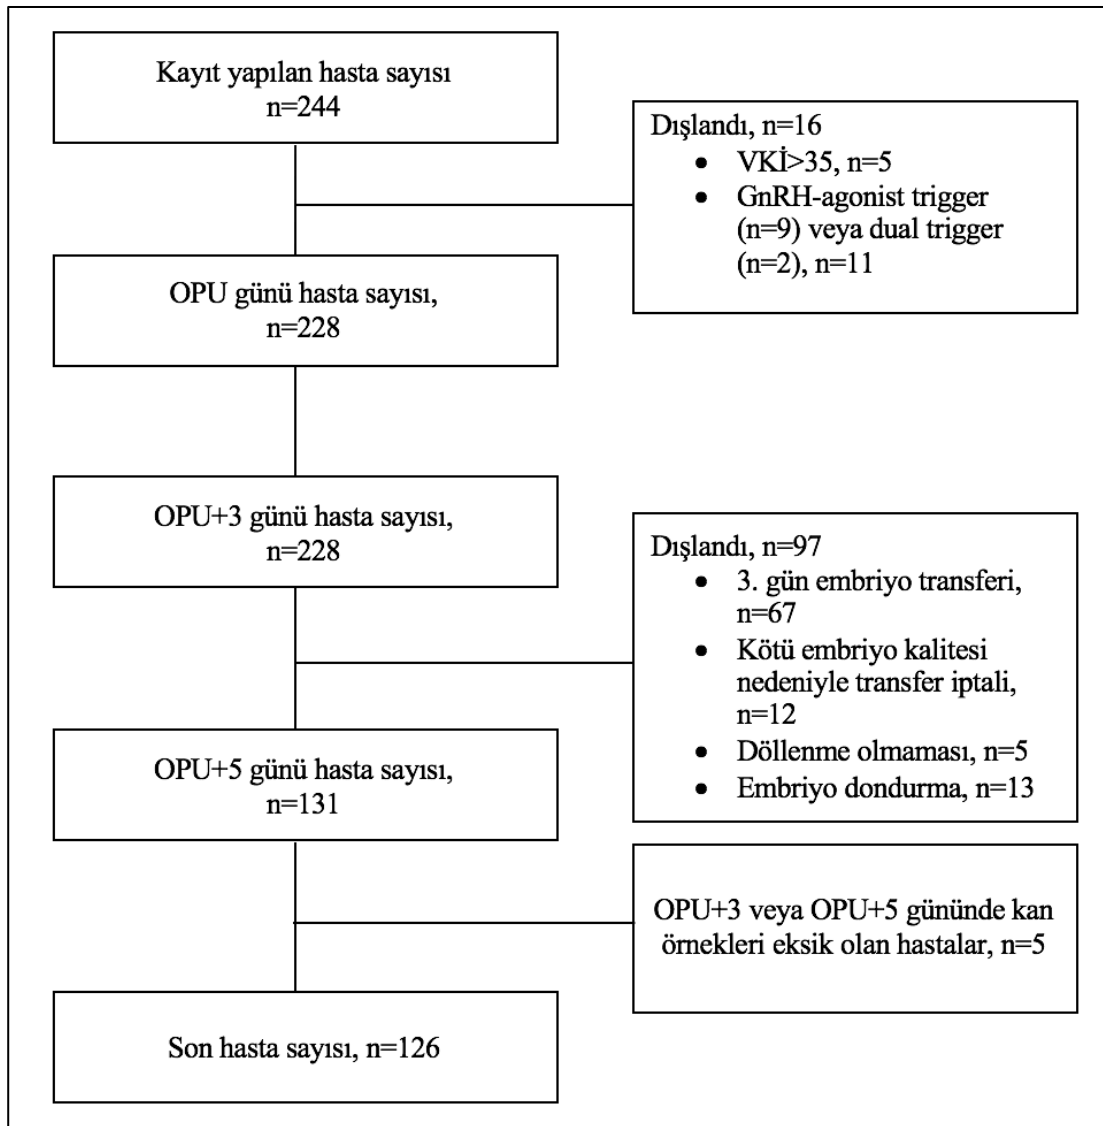 Kayıt yapılan hasta sayısı
n=244
Dışlandı, n=16
• VKİ>35, n=5
• GnRH-agonist trigger
(n=9) veya dual trigger
(n=2), n=11
OPU günü hasta sayısı,
n=228
OPU+3 günü hasta sayısı,
n=228
Dışlandı, n=97
• 3. gün embriyo transferi,
n=67
• Kötü embriyo kalitesi
nedeniyle transfer iptali,
n=12
• Döllenme olmaması, n=5
• Embriyo dondurma, n=13
OPU+5 günü hasta sayısı,
n=131
OPU+3 veya OPU+5 gününde kan
örnekleri eksik olan hastalar, n=5
Son hasta sayısı, n=126